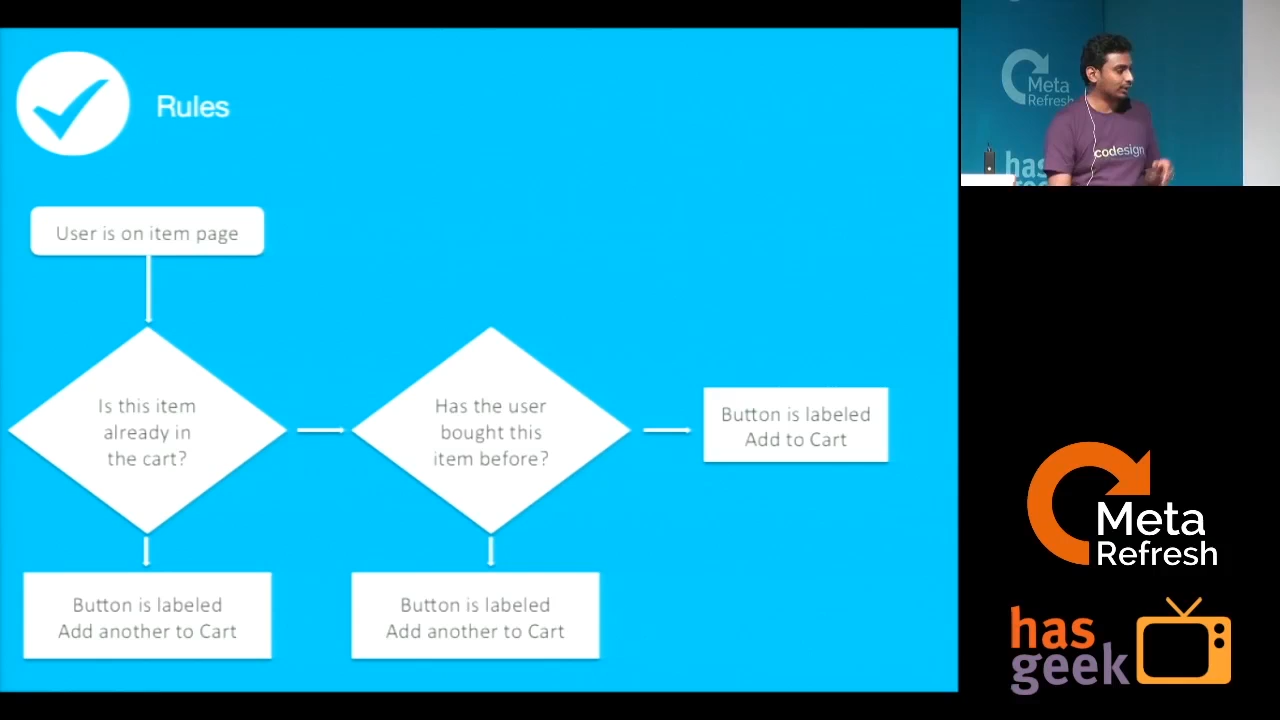 Rules
User is on item page
Is this item
already in
the cart?
Has the user
bought this
item before?
Button is labeled
Add to Cart
Button is labeled
Add another to Cart
Button is labeled
Add another to Cart
Meta
Refresh
has
codesign
Meta
Refresh
has
geek